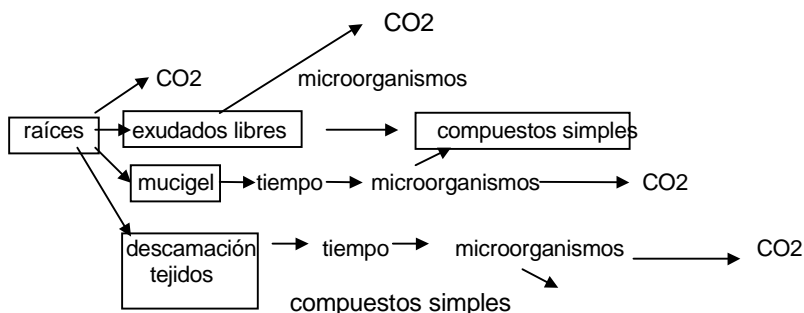 CO2
CO2 microorganismos
raíces exudados libres compuestos simples
mucigel tiempo microorganismos CO2
descamación tiempo microorganismos CO2
tejidos
compuestos simples